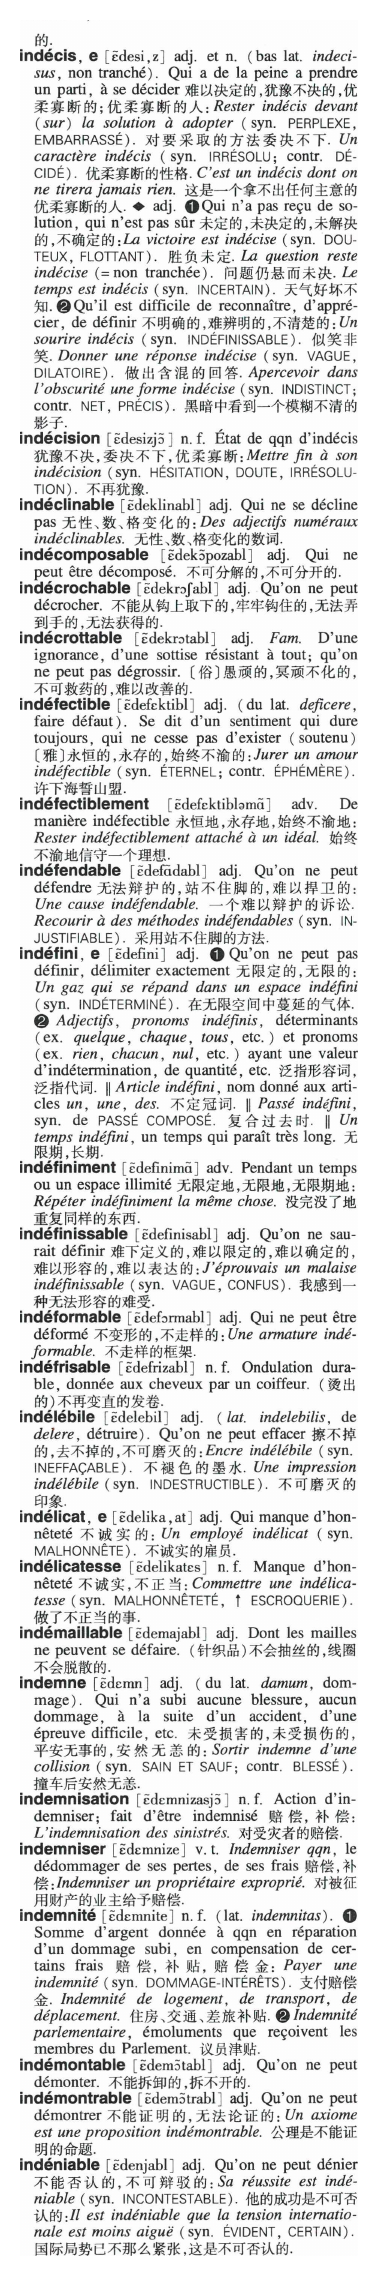 的.
indécis, e [ɛ̃desi,z] adj. et n. (bas lat. indeci-
sus, non tranché). Qui a de la peine a prendre
un parti, à se décider 难以决定的,犹豫不决的,优
柔寡断的;优柔寡断的人: Rester indécis devant
(sur) la solution à adopter (syn. PERPLEXE,
EMBARRASSÉ). 对要采取的方法委决不下. Un
caractère indécis (syn. IRRÉSOLU; contr. DÉ-
CIDÉ). 优柔寡断的性格. C'est un indécis dont on
ne tirera jamais rien. 这是一个拿不出任何主意的
优柔寡断的人. ◆ adj. ❶Qui n'a pas reçu de so-
lution, qui n'est pas sûr 未定的,未决定的,未解决
的,不确定的:La victoire est indécise (syn. DOU-
TEUX, FLOTTANT). 胜负未定. La question reste
indécise (= non tranchée). 问题仍悬而未决. Le
temps est indécis (syn. INCERTAIN). 天气好坏不
知. ❷Qu'il est difficile de reconnaître, d'appré-
cier, de définir 不明确的,难辨明的,不清楚的:Un
sourire indécis (syn. INDÉFINISSABLE). 似笑非
笑. Donner une réponse indécise (syn. VAGUE,
DILATOIRE). 做出含混的回答. Apercevoir dans
l'obscurité une forme indécise (syn. INDISTINCT;
contr. NET, PRÉCIS). 黑暗中看到一个模糊不清的
影子.
indécision [ɛ̃desizjɔ̃] n. f. État de qqn d'indécis
犹豫不决,委决不下,优柔寡断:Mettre fin à son
indécision (syn. HÉSITATION, DOUTE, IRRÉSOLU-
TION). 不再犹豫.
indéclinable [ɛ̃deklinabl] adj. Qui ne se décline
pas 无性、数、格变化的: Des adjectifs numéraux
indéclinables. 无性、数、格变化的数词.
indécomposable [ɛ̃dekɔ̃pozabl] adj. Qui ne
peut être décomposé. 不可分解的,不可分开的.
indécrochable [ɛ̃dekrɔʃabl] adj. Qu'on ne peut
décrocher. 不能从钩上取下的,牢牢钩住的,无法弄
到手的,无法获得的.
indécrottable [ɛ̃dekrɔtabl] adj. Fam. D'une
ignorance, d'une sottise résistant à tout; qu'on
ne peut pas dégrossir. 〔俗〕愚顽的,冥顽不化的,
不可救药的,难以改善的.
indéfectible [ɛ̃defɛktibl] adj. (du lat. deficere,
faire défaut). Se dit d'un sentiment qui dure
toujours, qui ne cesse pas d'exister (soutenu)
〔雅〕永恒的,永存的,始终不渝的:Jurer un amour
indéfectible (syn. ÉTERNEL; contr. ÉPHÉMÈRE).
许下海誓山盟.
indéfectiblement [ɛ̃defɛktibləmɑ̃] adv. De
manière indéfectible 永恒地,永存地,始终不渝地:
Rester indéfectiblement attaché à un idéal. 始终
不渝地信守一个理想.
indéfendable [ɛ̃defɑ̃dabl] adj. Qu'on ne peut
défendre 无法辩护的,站不住脚的,难以捍卫的:
Une cause indéfendable. 一个难以辩护的诉讼.
Recourir à des méthodes indéfendables (syn. IN-
JUSTIFIABLE). 采用站不住脚的方法.
indéfini, e [ɛ̃defini] adj. ❶ Qu'on ne peut pas
définir, délimiter exactement 无限定的,无限的:
Un gaz qui se répand dans un espace indéfini
(syn. INDÉTERMINÉ). 在无限空间中蔓延的气体.
❷ Adjectifs, pronoms indéfinis, déterminants
(ex. quelque, chaque, tous, etc.) et pronoms
(ex. rien, chacun, nul, etc.) ayant une valeur
d'indétermination, de quantité, etc. 泛指形容词,
泛指代词. ‖ Article indéfini, nom donné aux arti-
cles un, une, des. 不定冠词. ‖ Passé indéfini,
syn. de PASSÉ COMPOSÉ. 复合过去时. ‖ Un
temps indéfini, un temps qui paraît très long. 无
限期,长期.
indéfiniment [ɛ̃definimɑ̃] adv. Pendant un temps
ou un espace illimité 无限定地,无限地,无限期地:
Répéter indéfiniment la même chose. 没完没了地
重复同样的东西.
indéfinissable [ɛ̃definisabl] adj. Qu'on ne sau-
rait définir 难下定义的,难以限定的,难以确定的,
难以形容的,难以表达的:J'éprouvais un malaise
indéfinissable (syn. VAGUE, CONFUS). 我感到一
种无法形容的难受.
indéformable [ɛ̃defɔrmabl] adj. Qui ne peut être
déformé 不变形的,不走样的:Une armature indé-
formable. 不走样的框架.
indéfrisable [ɛ̃defrizabl] n. f. Ondulation dura-
ble, donnée aux cheveux par un coiffeur. (烫出
的)不再变直的发卷.
indélébile [ɛ̃delebil] adj. (lat. indelebilis, de
delere, détruire). Qu'on ne peut effacer 擦不掉
的,去不掉的,不可磨灭的:Encre indélébile (syn.
INEFFAÇABLE). 不褪色的墨水. Une impression
indélébile (syn. INDESTRUCTIBLE). 不可磨灭的
印象.
indélicat, e [ɛ̃delika,at] adj. Qui manque d'hon-
nêteté 不诚实的: Un employé indélicat (syn.
MALHONNÊTE). 不诚实的雇员.
indélicatesse [ɛ̃delikatɛs] n. f. Manque d'hon-
nêteté 不诚实,不正当:Commettre une indélica-
tesse (syn. MALHONNÊTETÉ, ↑ ESCROQUERIE).
做了不正当的事.
indémaillable [ɛ̃demajabl] adj. Dont les mailles
ne peuvent se défaire. (针织品)不会抽丝的,线圈
不会脱散的.
indemne [ɛ̃dɛmn] adj. (du lat. damum, dom-
mage). Qui n'a subi aucune blessure, aucun
dommage, à la suite d'un accident, d'une
épreuve difficile, etc. 未受损害的,未受损伤的,
平安无事的,安然无恙的: Sortir indemne d'une
collision (syn. SAIN ET SAUF; contr. BLESSÉ).
撞车后安然无恙.
indemnisation [ɛ̃dɛmnizasjɔ̃] n. f. Action d'in-
demniser; fait d'être indemnisé 赔偿,补偿:
L'indemnisation des sinistrés. 对受灾者的赔偿.
indemniser [ɛ̃dɛmnize] v. t. Indemniser qqn, le
dédommager de ses pertes, de ses frais 赔偿,补
偿:Indemniser un propriétaire exproprié. 对被征
用财产的业主给予赔偿.
indemnité [ɛ̃dɛmnite] n. f. (lat. indemnitas). ❶
Somme d'argent donnée à qqn en réparation
d'un dommage subi, en compensation de cer-
tains frais 赔偿, 补贴, 赔偿金: Payer une
indemnité (syn. DOMMAGE-INTÉRÊTS). 支付赔偿
金. Indemnité de logement, de transport, de
déplacement. 住房、交通、差旅补贴. ❷ Indemnité
parlementaire, émoluments que reçoivent les
membres du Parlement. 议员津贴.
indémontable [ɛ̃demɔ̃tabl] adj. Qu'on ne peut
démonter. 不能拆卸的,拆不开的.
indémontrable [ɛ̃demɔ̃trabl] adj. Qu'on ne peut
démontrer 不能证明的,无法论证的: Un axiome
est une proposition indémontrable. 公理是不能证
明的命题.
indéniable [ɛ̃denjabl] adj. Qu'on ne peut dénier
不能否认的,不可辩驳的: Sa réussite est indé-
niable (syn. INCONTESTABLE). 他的成功是不可否
认的:Il est indéniable que la tension internatio-
nale est moins aiguë (syn. ÉVIDENT, CERTAIN).
国际局势已不那么紧张,这是不可否认的.